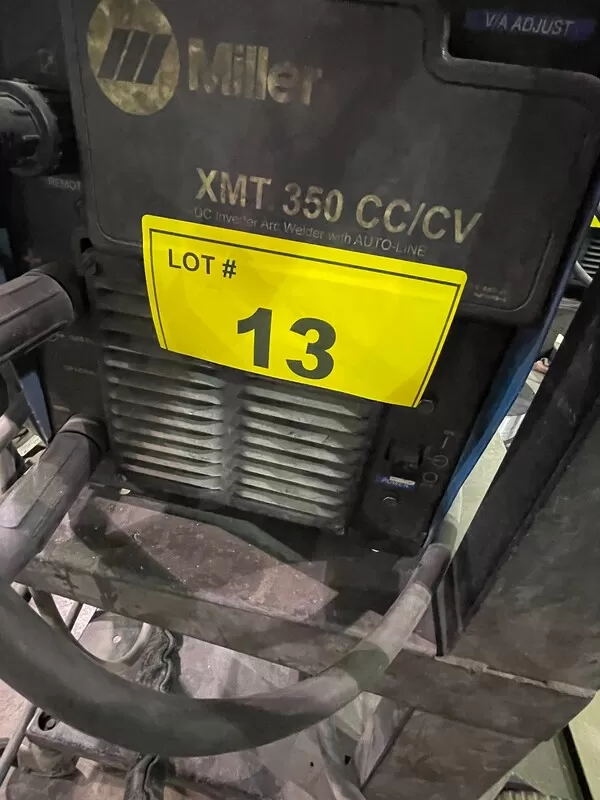 V/A ADJUST
Miller
XMT 350 CC/CV
DC Inverter Arc Welder with AUTO-LINE
LOT #
13